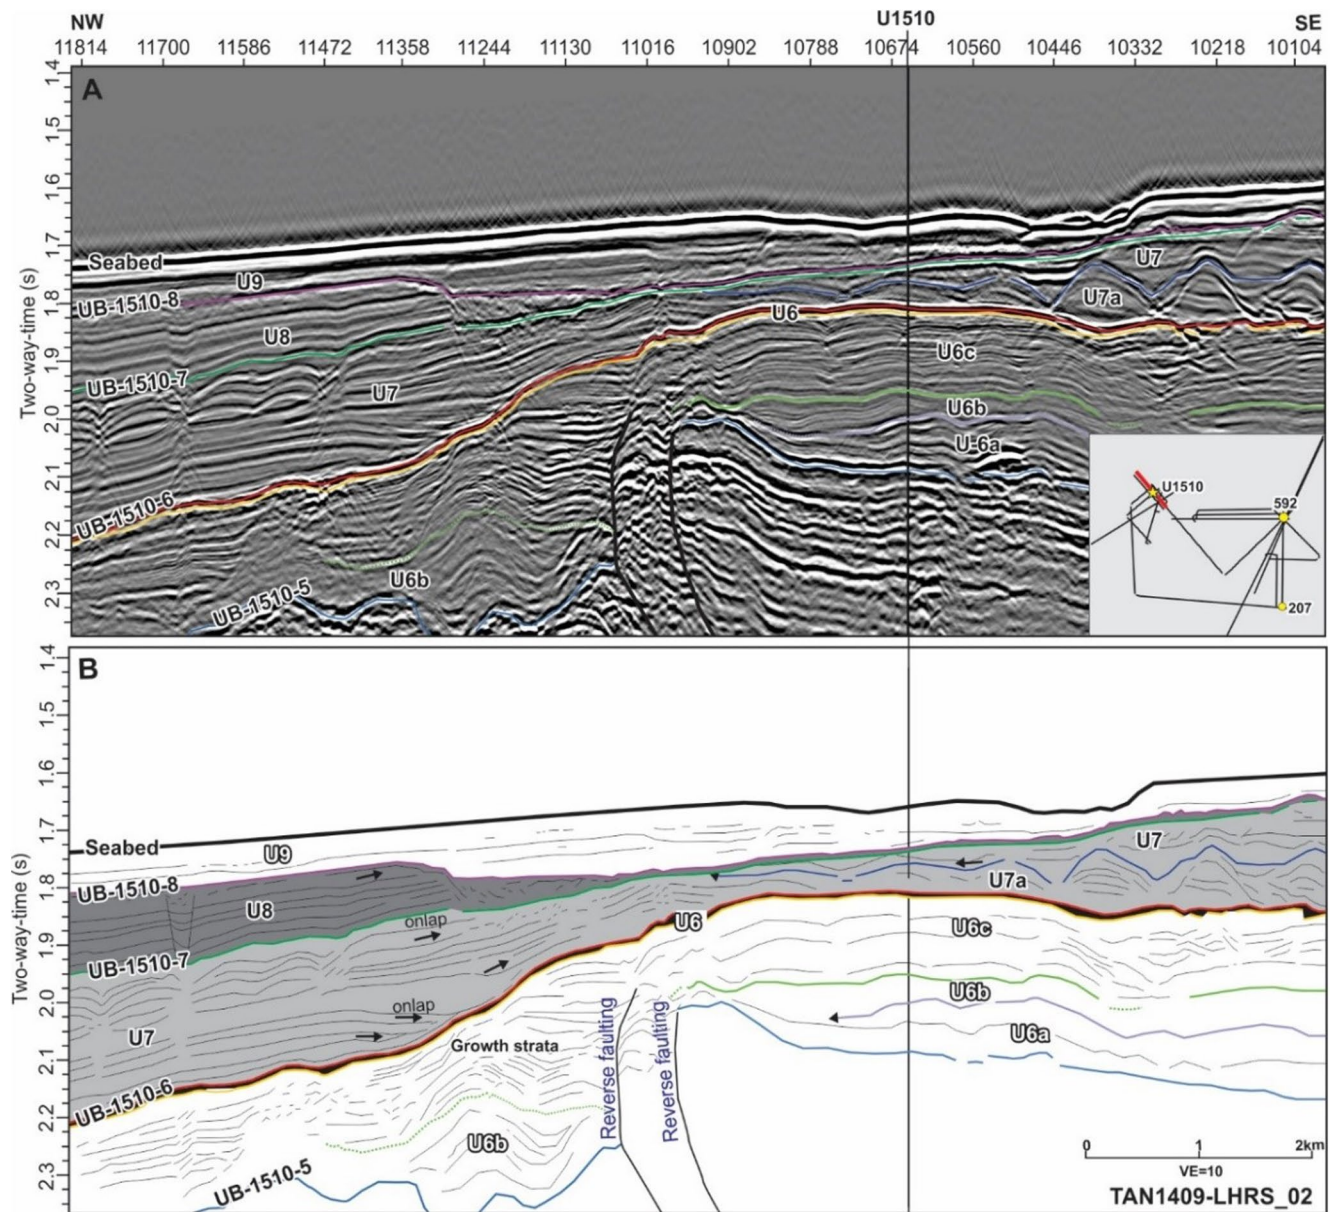 U1510
NW SE
11814 11700 11586 11472 11358 11244 11130 11016 10902 10788 10674 10560 10446 10332 10218 10104
A
1.4
1.5
1.6
1.7
1.8
1.9
2.0
2.1
2.2
2.3
Two-way-time (s)
Seabed
U9
UB-1510-8
U8
UB-1510-7
U7
UB-1510-6
U6b
UB-1510-5
U7
U7a
U6
U6c
U6b
U-6a
U1510
592
207
B
1.4
1.5
1.6
1.7
1.8
1.9
2.0
2.1
2.2
2.3
Two-way-time (s)
Seabed
U9
UB-1510-8
U8
onlap
UB-1510-7
U7
onlap
UB-1510-6
Growth strata
U6b
UB-1510-5
Reverse faulting
Reverse faulting
U7
U7a
U6
U6c
U6b
U6a
0 1 2km
VE=10
TAN1409-LHRS_02